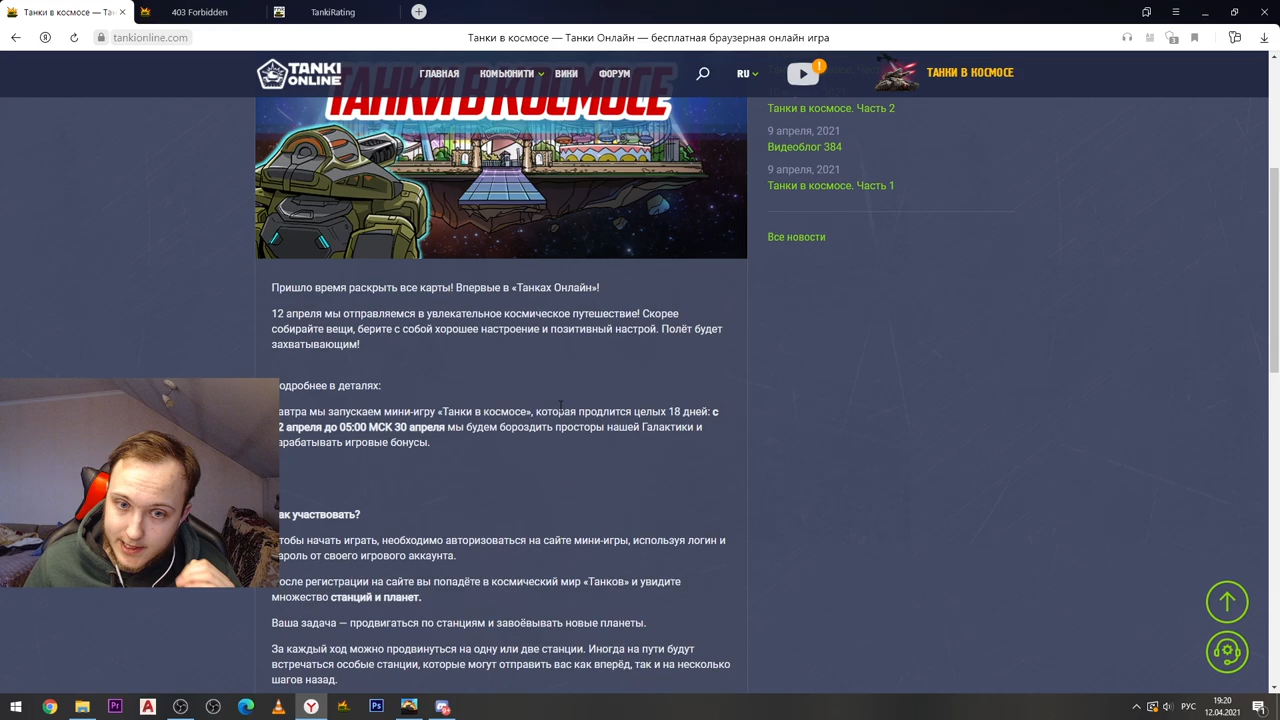 Танки в космосе — Тан
403 Forbidden
TankiRating
tankionline.com
Танки в космосе — Танки Онлайн — бесплатная браузерная онлайн игра
TANKI ONLINE
ГЛАВНАЯ
КОМЬЮНИТИ
ВИКИ
ФОРУМ
RU
ТАНКИ В КОСМОСЕ
ТАНКИ В КОСМОСЕ
Танки в космосе. Часть 2
9 апреля, 2021
Видеоблог 384
9 апреля, 2021
Танки в космосе. Часть 1
Все новости
Пришло время раскрыть все карты! Впервые в «Танках Онлайн»!
12 апреля мы отправляемся в увлекательное космическое путешествие! Скорее
собирайте вещи, берите с собой хорошее настроение и позитивный настрой. Полёт будет
захватывающим!
одробнее в деталях:
автра мы запускаем мини-игру «Танки в космосе», которая продлится целых 18 дней: с
2 апреля до 05:00 МСК 30 апреля мы будем бороздить просторы нашей Галактики и
арабатывать игровые бонусы.
ак участвовать?
тобы начать играть, необходимо авторизоваться на сайте мини-игры, используя логин и
ароль от своего игрового аккаунта.
осле регистрации на сайте вы попадёте в космический мир «Танков» и увидите
множество станций и планет.
Ваша задача — продвигаться по станциям и завоёвывать новые планеты.
За каждый ход можно продвинуться на одну или две станции. Иногда на пути будут
встречаться особые станции, которые могут отправить вас как вперёд, так и на несколько
шагов назад.
РУС
19:20
12.04.2021